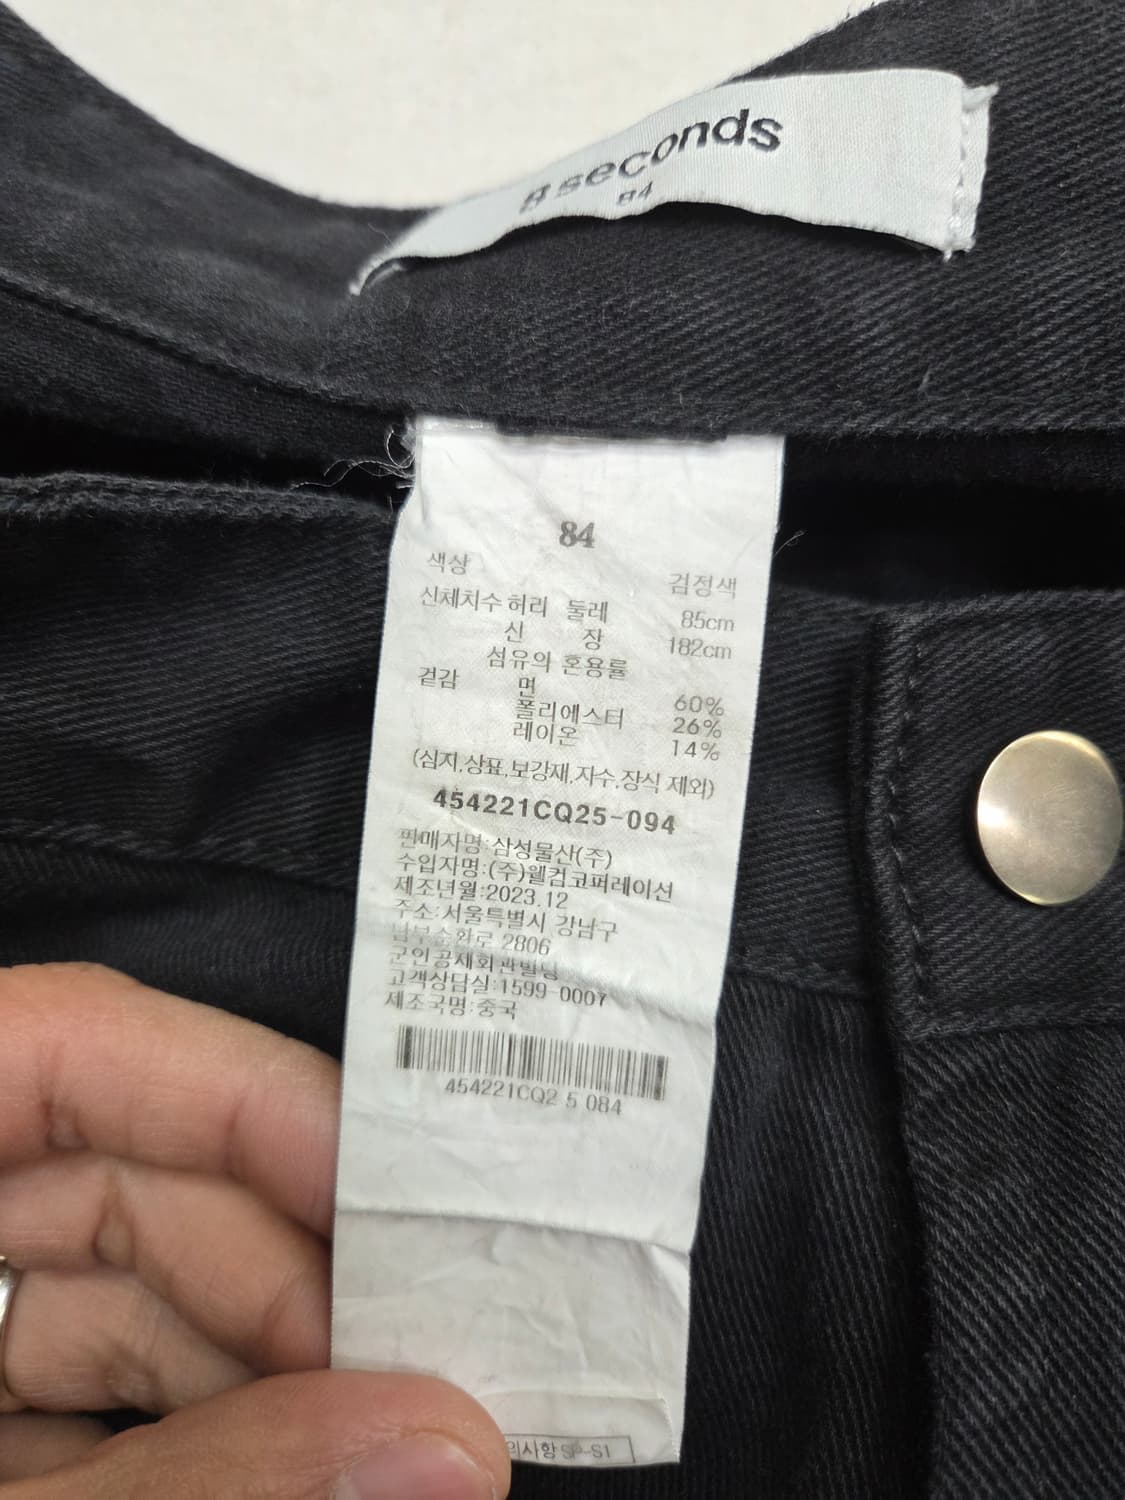 8seconds
84
84
색상 검정색
신체치수 허리 둘레 85cm
신 장 182cm
섬유의 혼용률
겉감 면 60%
폴리에스터 26%
레이온 14%
(심지,상표,보강재,자수,장식 제외)
454221CQ25-094
판매자명:삼성물산(주)
수입자명:(주)웰컴코퍼레이션
제조년월:2023.12
주소:서울특별시 강남구
남부순환로 2806
군인공제회관빌딩
고객상담실:1599-0007
제조국명:중국
454221CQ2 5 084
의사항 SP-S1